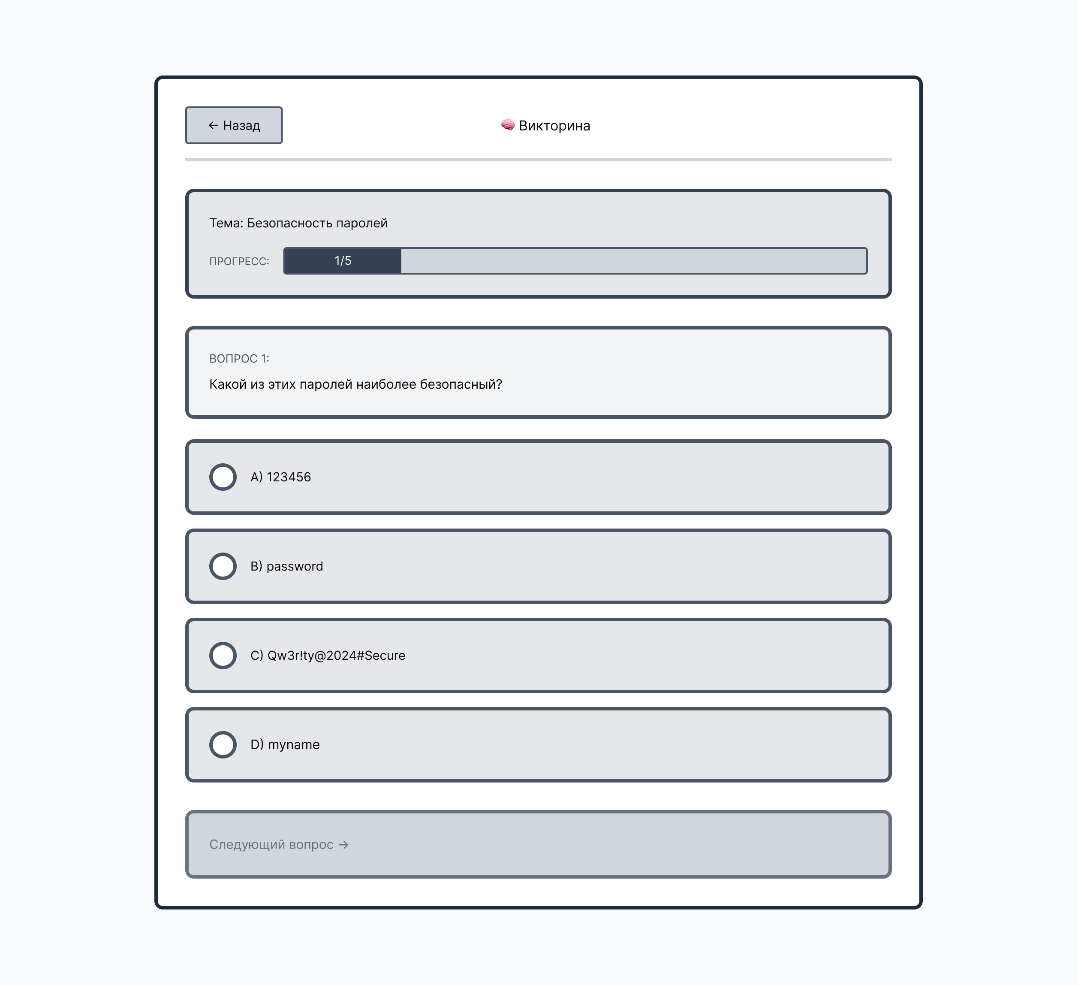 ← Назад
🧠 Викторина
Тема: Безопасность паролей
ПРОГРЕСС:
1/5
ВОПРОС 1:
Какой из этих паролей наиболее безопасный?
A) 123456
B) password
C) Qw3r!ty@2024#Secure
D) myname
Следующий вопрос →